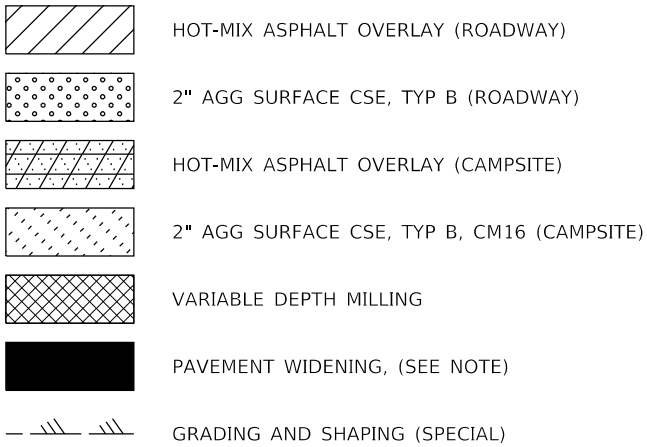 HOT-MIX ASPHALT OVERLAY (ROADWAY)
2" AGG SURFACE CSE, TYP B (ROADWAY)
HOT-MIX ASPHALT OVERLAY (CAMPSITE)
2" AGG SURFACE CSE, TYP B, CM16 (CAMPSITE)
VARIABLE DEPTH MILLING
PAVEMENT WIDENING, (SEE NOTE)
GRADING AND SHAPING (SPECIAL)